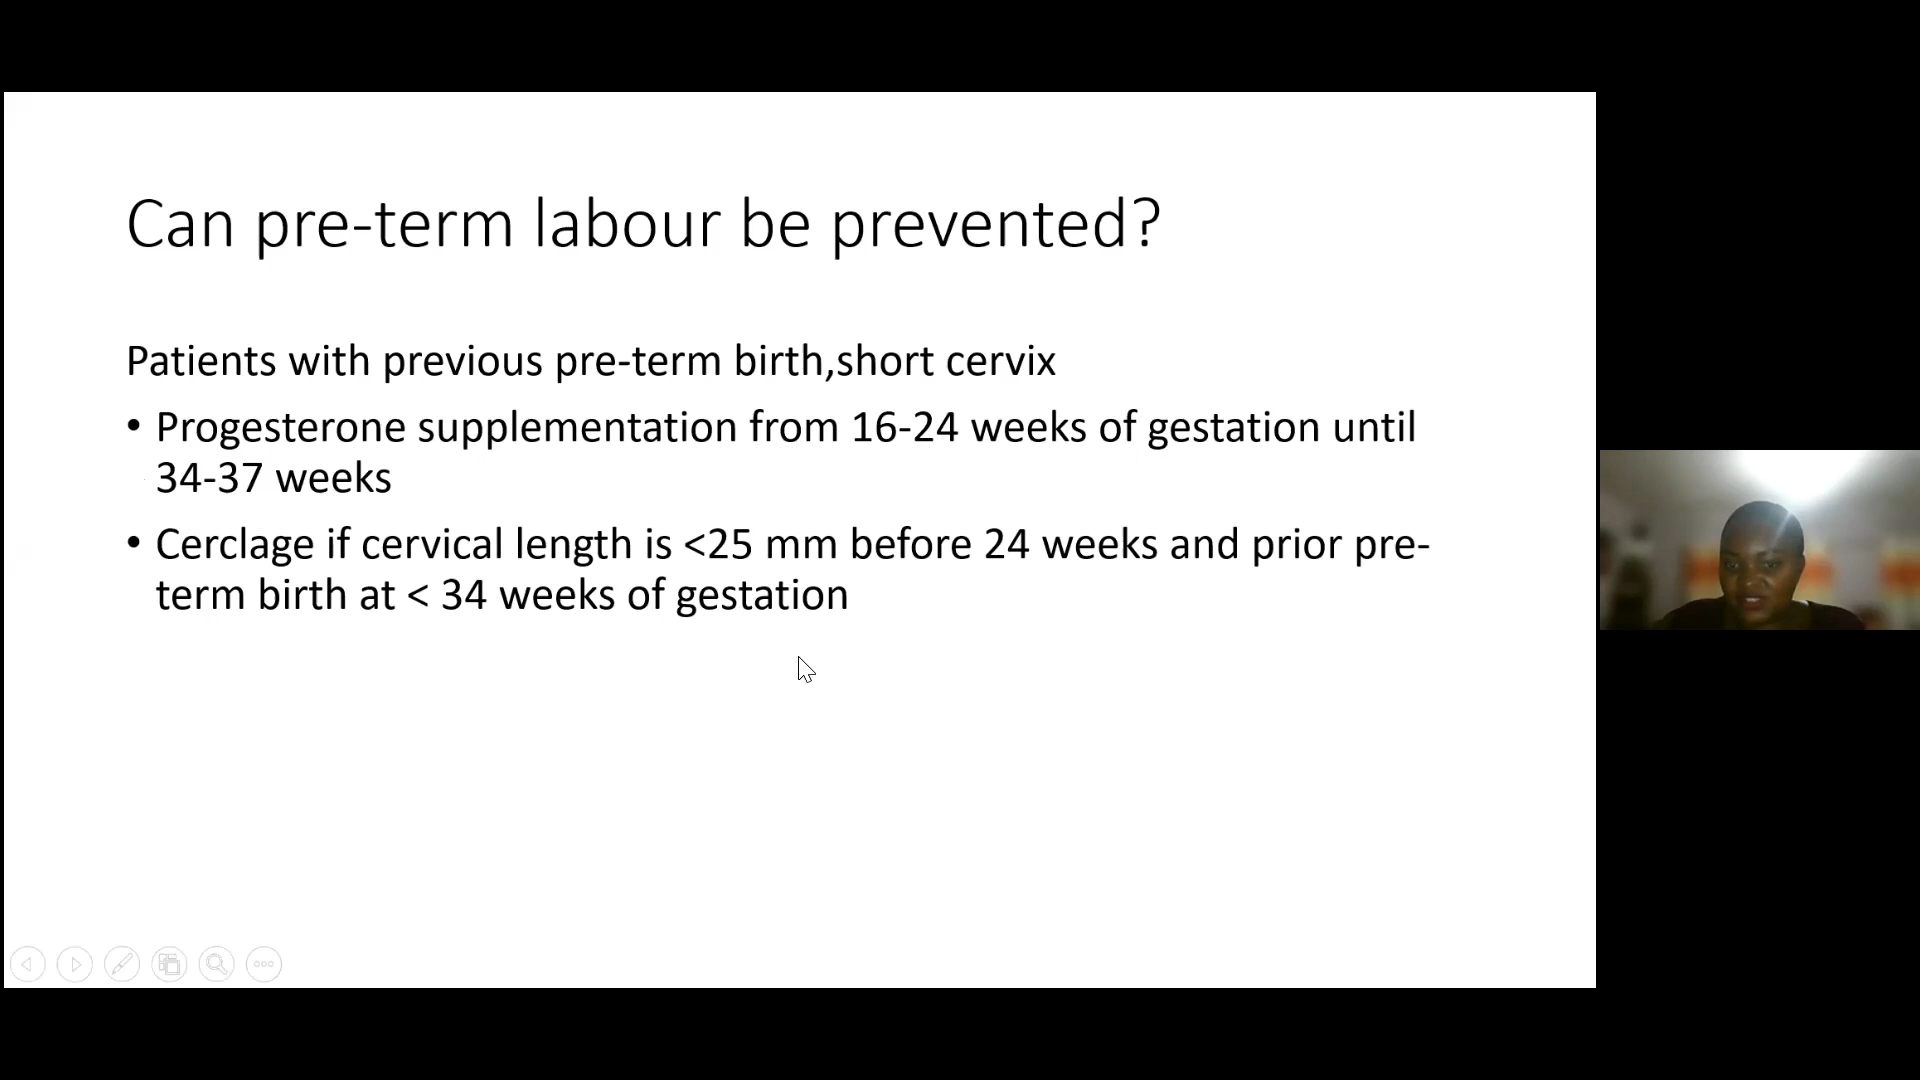 Can pre-term labour be prevented?
Patients with previous pre-term birth,short cervix
• Progesterone supplementation from 16-24 weeks of gestation until
34-37 weeks
• Cerclage if cervical length is <25 mm before 24 weeks and prior pre-
term birth at < 34 weeks of gestation